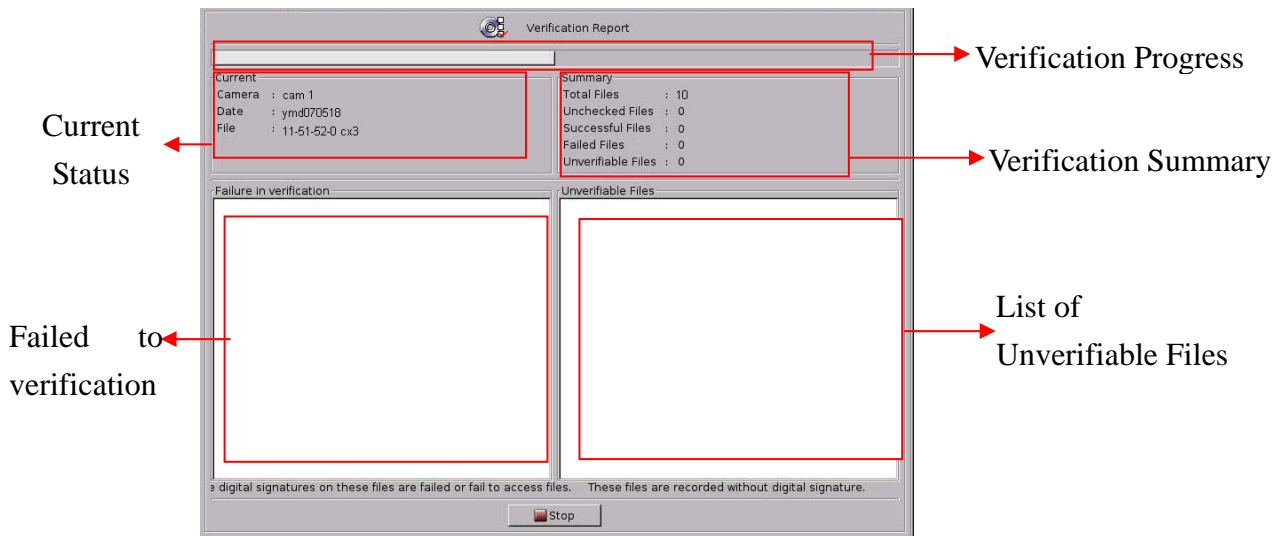 Verification Report
Verification Progress
Current
Camera : cam 1
Date : ymd070518
File : 11-51-52-0 cx3
Summary
Total Files : 10
Unchecked Files : 0
Successful Files : 0
Failed Files : 0
Unverifiable Files : 0
Current
Status
Verification Summary
Failure in verification
Unverifiable Files
Failed to
verification
List of
Unverifiable Files
digital signatures on these files are failed or fail to access files.
These files are recorded without digital signature.
Stop